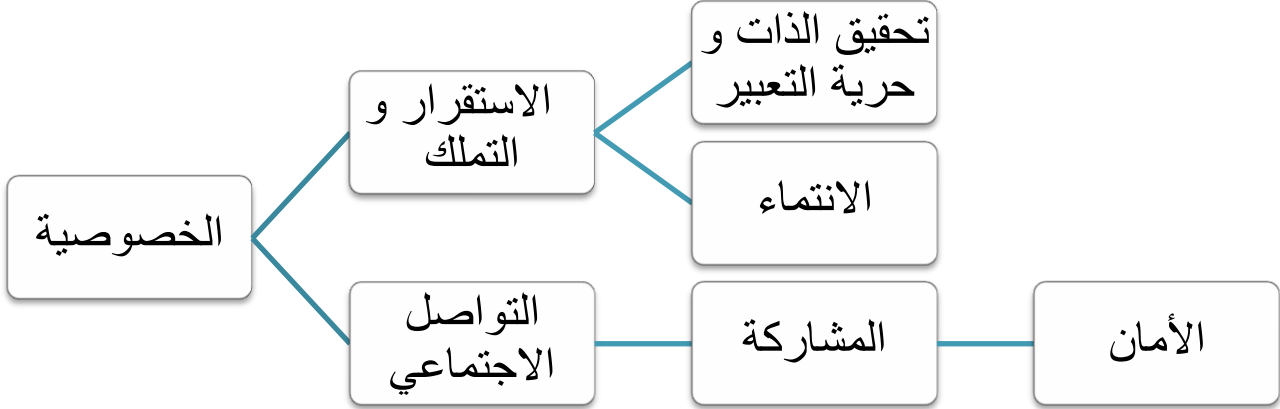 الخصوصية
الاستقرار و
التملك
تحقيق الذات و
حرية التعبير
الانتماء
التواصل
الاجتماعي
المشاركة
الأمان